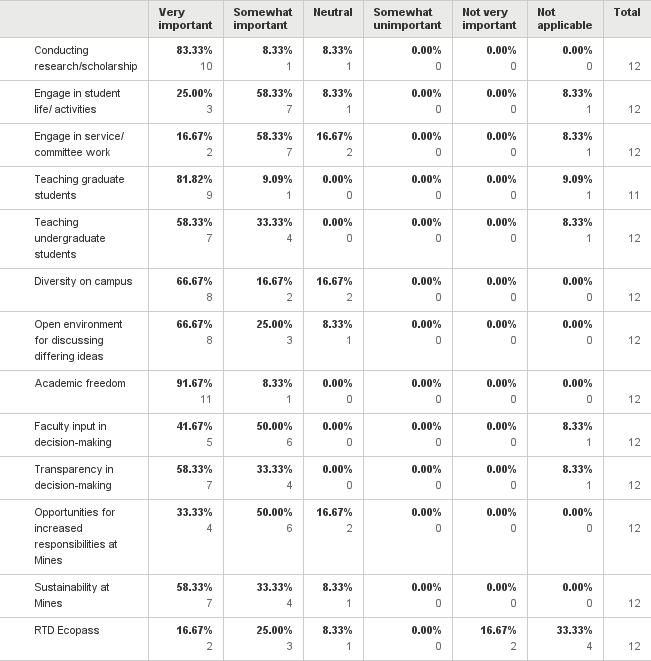 Very important Somewhat important Neutral Somewhat unimportant Not very important Not applicable Total
Conducting research/scholarship 83.33% 8.33% 8.33% 0.00% 0.00% 0.00%
10 1 1 0 0 0 12
Engage in student life/ activities 25.00% 58.33% 8.33% 0.00% 0.00% 8.33%
3 7 1 0 0 1 12
Engage in service/ committee work 16.67% 58.33% 16.67% 0.00% 0.00% 8.33%
2 7 2 0 0 1 12
Teaching graduate students 81.82% 9.09% 0.00% 0.00% 0.00% 9.09%
9 1 0 0 0 1 11
Teaching undergraduate students 58.33% 33.33% 0.00% 0.00% 0.00% 8.33%
7 4 0 0 0 1 12
Diversity on campus 66.67% 16.67% 16.67% 0.00% 0.00% 0.00%
8 2 2 0 0 0 12
Open environment for discussing differing ideas 66.67% 25.00% 8.33% 0.00% 0.00% 0.00%
8 3 1 0 0 0 12
Academic freedom 91.67% 8.33% 0.00% 0.00% 0.00% 0.00%
11 1 0 0 0 0 12
Faculty input in decision-making 41.67% 50.00% 0.00% 0.00% 0.00% 8.33%
5 6 0 0 0 1 12
Transparency in decision-making 58.33% 33.33% 0.00% 0.00% 0.00% 8.33%
7 4 0 0 0 1 12
Opportunities for increased responsibilities at Mines 33.33% 50.00% 16.67% 0.00% 0.00% 0.00%
4 6 2 0 0 0 12
Sustainability at Mines 58.33% 33.33% 8.33% 0.00% 0.00% 0.00%
7 4 1 0 0 0 12
RTD Ecopass 16.67% 25.00% 8.33% 0.00% 16.67% 33.33%
2 3 1 0 2 4 12